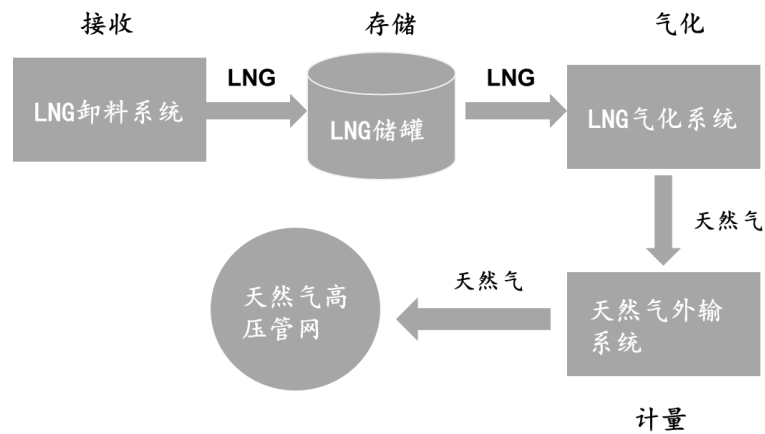 接收
存储
气化
LNG
LNG
LNG卸料系统
LNG储罐
LNG气化系统
天然气
天然气
天然气高
压管网
天然气外输
系统
计量